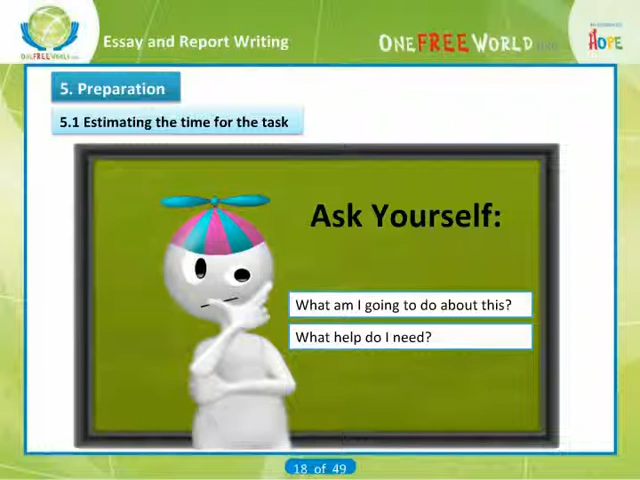 Essay and Report Writing
ONEFREEWORLD
ONEFREEWORLD
HOPE
5. Preparation
5.1 Estimating the time for the task
Ask Yourself:
What am I going to do about this?
What help do I need?
18 of 49